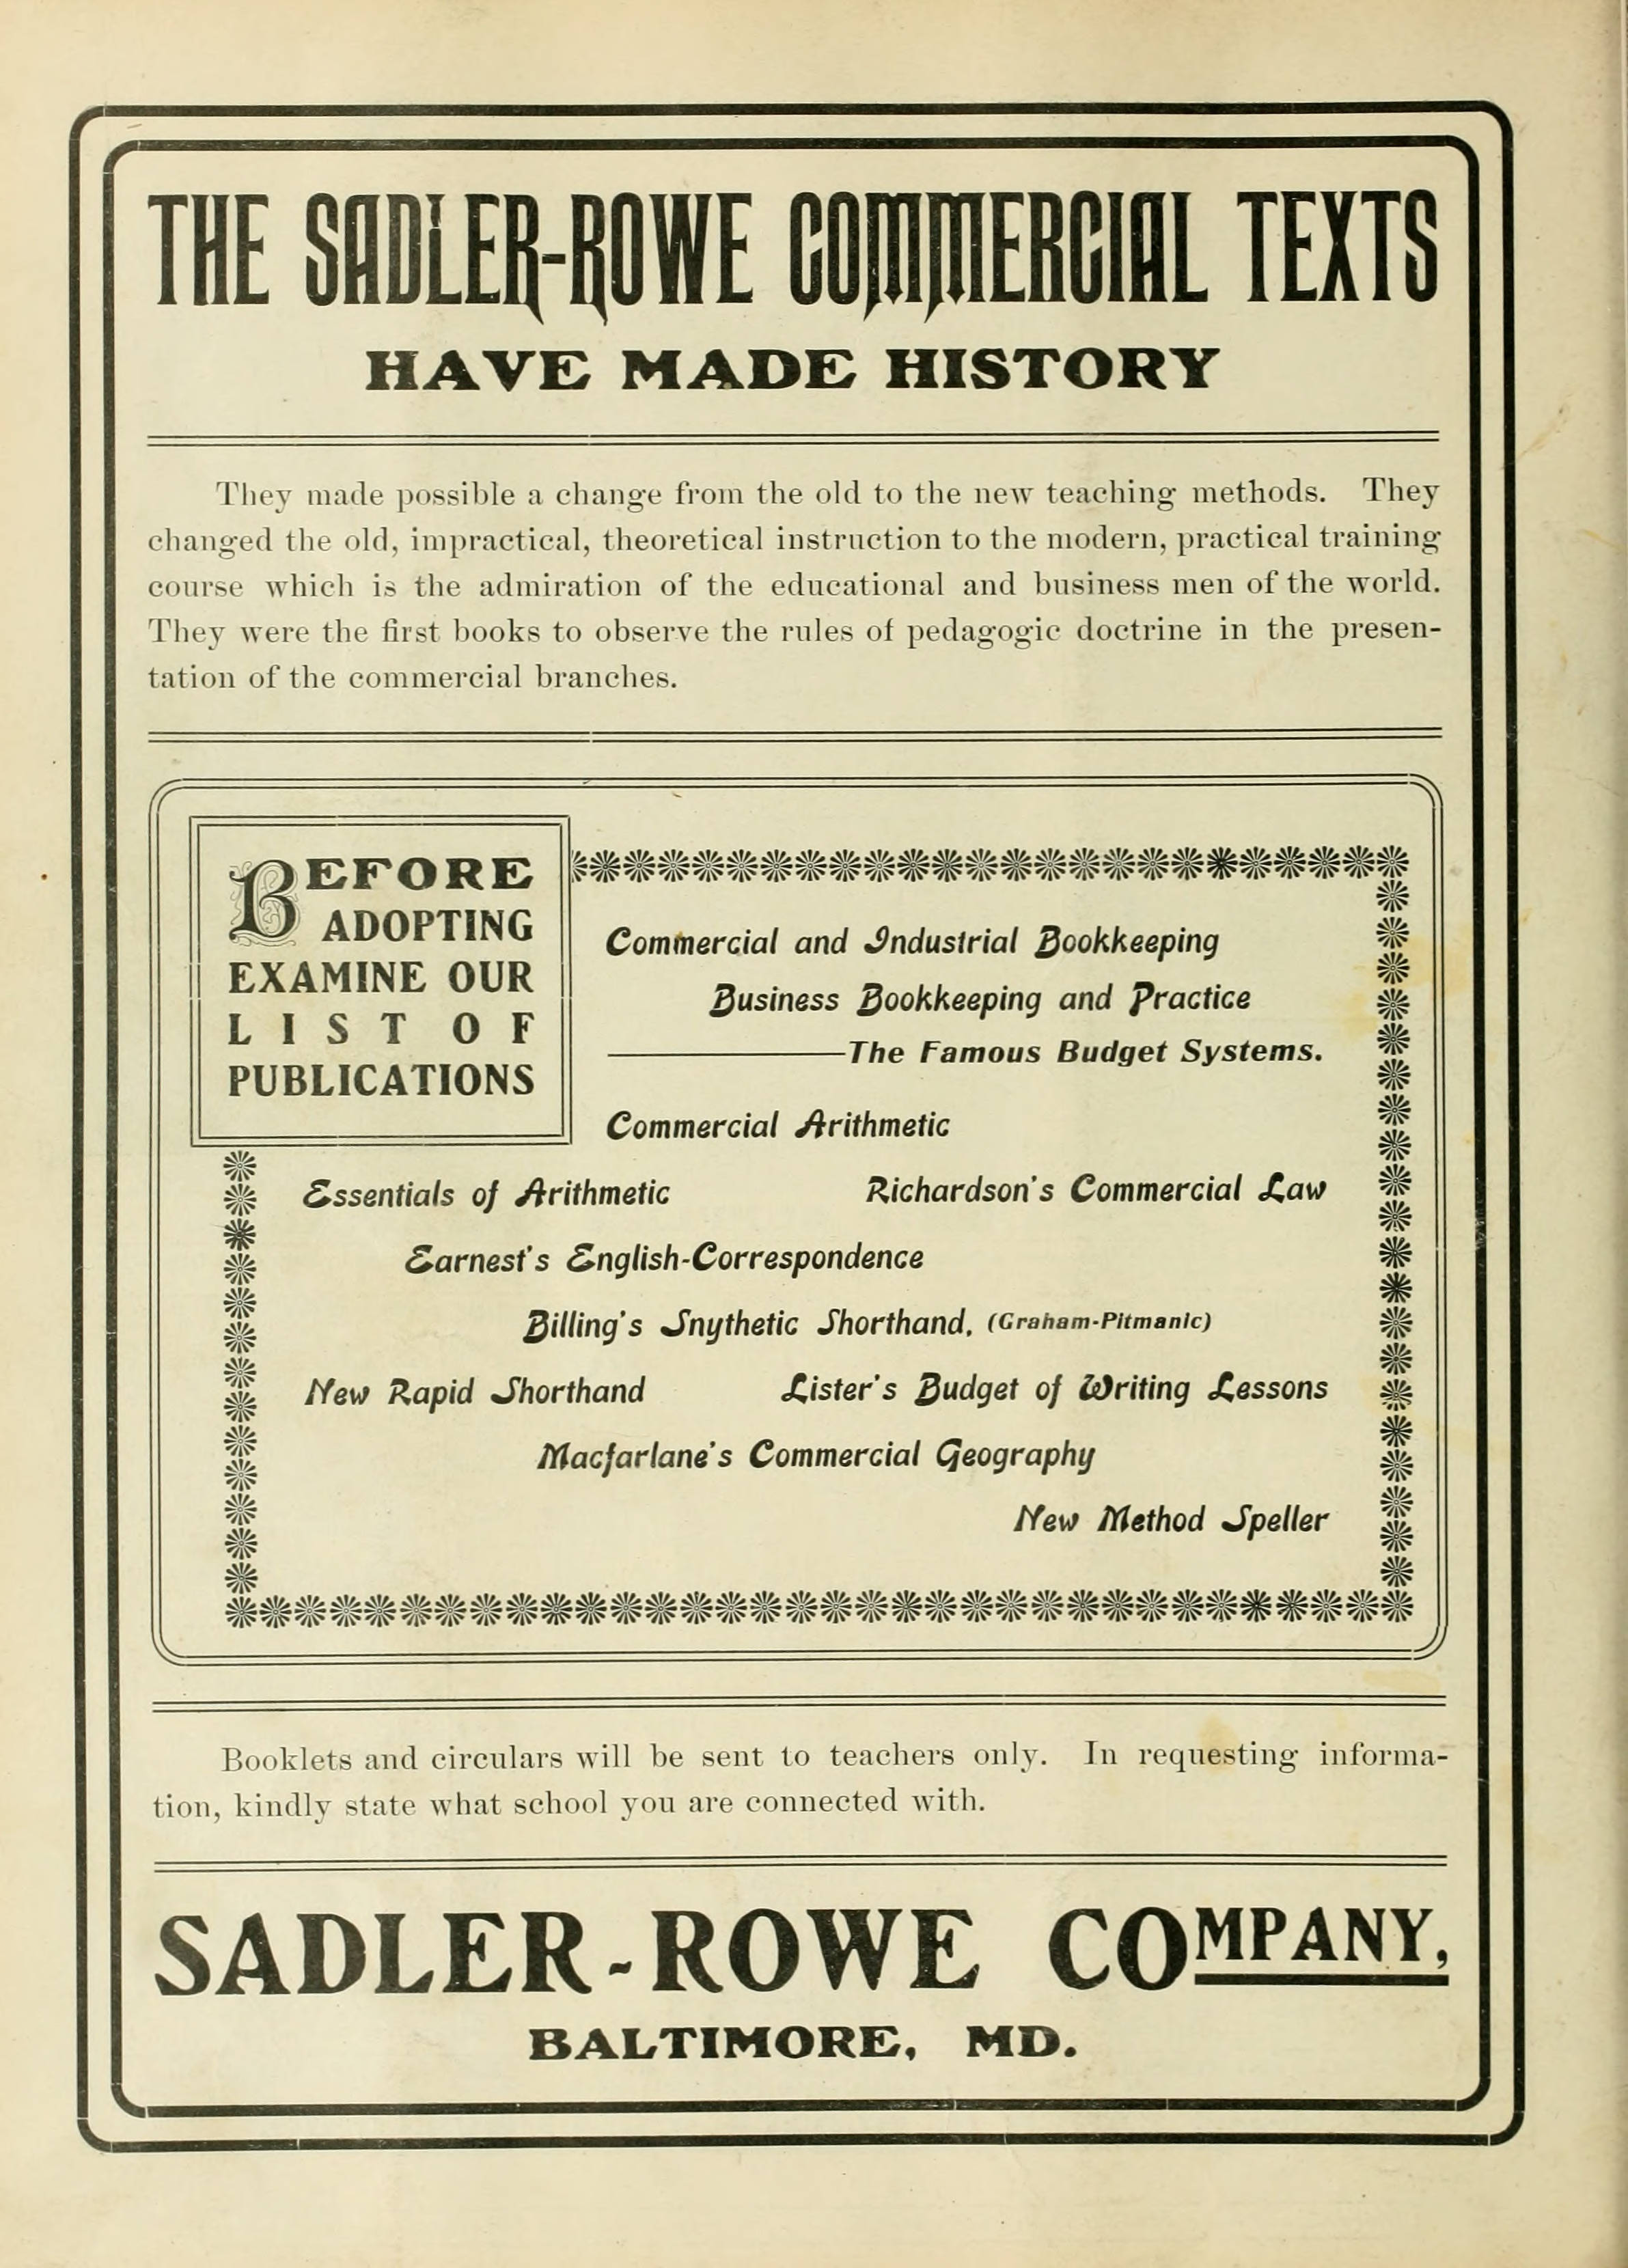 THE SADLER-ROWE COMMERCIAL TEXTS
HAVE MADE HISTORY
They made possible a change from the old to the new teaching methods. They
changed the old, impractical, theoretical instruction to the modern, practical training
course which is the admiration of the educational and business men of the world.
They were the first books to observe the rules of pedagogic doctrine in the presen-
tation of the commercial branches.
BEFORE
ADOPTING
EXAMINE OUR
LIST OF
PUBLICATIONS
Commercial and Industrial Bookkeeping
Business Bookkeeping and Practice
—The Famous Budget Systems.
Commercial Arithmetic
Essentials of Arithmetic Richardson's Commercial Law
Earnest's English-Correspondence
Billing's Snythetic Shorthand, (Graham-Pitmanic)
New Rapid Shorthand Lister's Budget of Writing Lessons
Macfarlane's Commercial Geography
New Method Speller
Booklets and circulars will be sent to teachers only. In requesting informa-
tion, kindly state what school you are connected with.
SADLER-ROWE COMPANY,
BALTIMORE, MD.